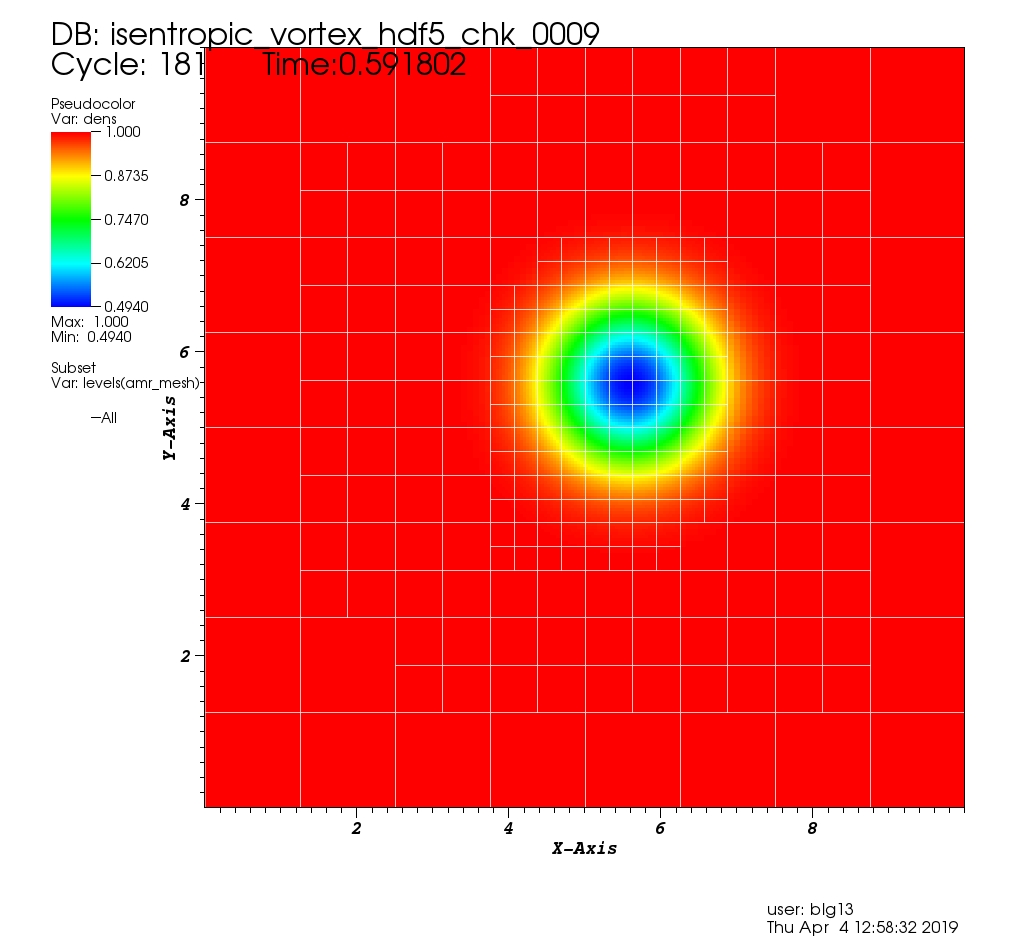 DB: isentropic_vortex_hdf5_chk_0009
Cycle: 181 Time:0.591802
Pseudocolor
Var: dens
1.000
0.8735
0.7470
0.6205
0.4940
Max: 1.000
Min: 0.4940
Subset
Var: levels(amr_mesh)
All
8
6
4
2
Y-Axis
2
4
6
8
X-Axis
user: blg13
Thu Apr 4 12:58:32 2019